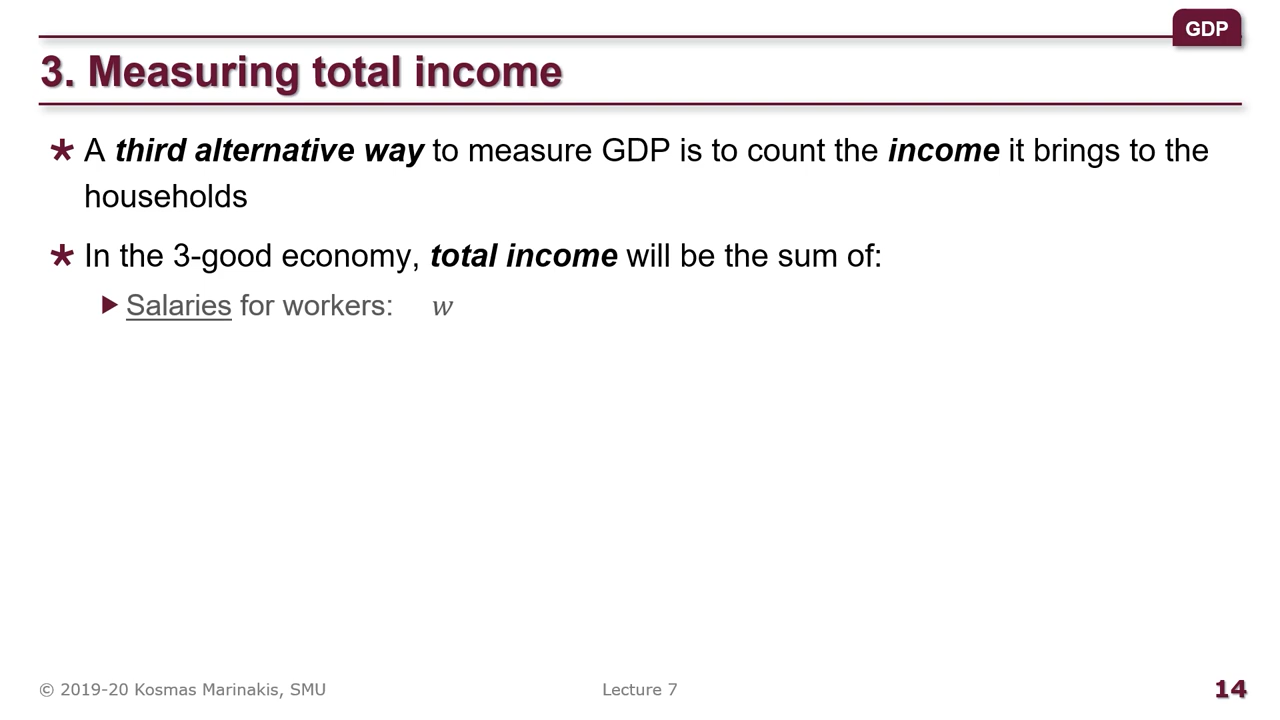 GDP
3. Measuring total income
* A third alternative way to measure GDP is to count the income it brings to the
households
* In the 3-good economy, total income will be the sum of:
▶ Salaries for workers: w
© 2019-20 Kosmas Marinakis, SMU
Lecture 7
14